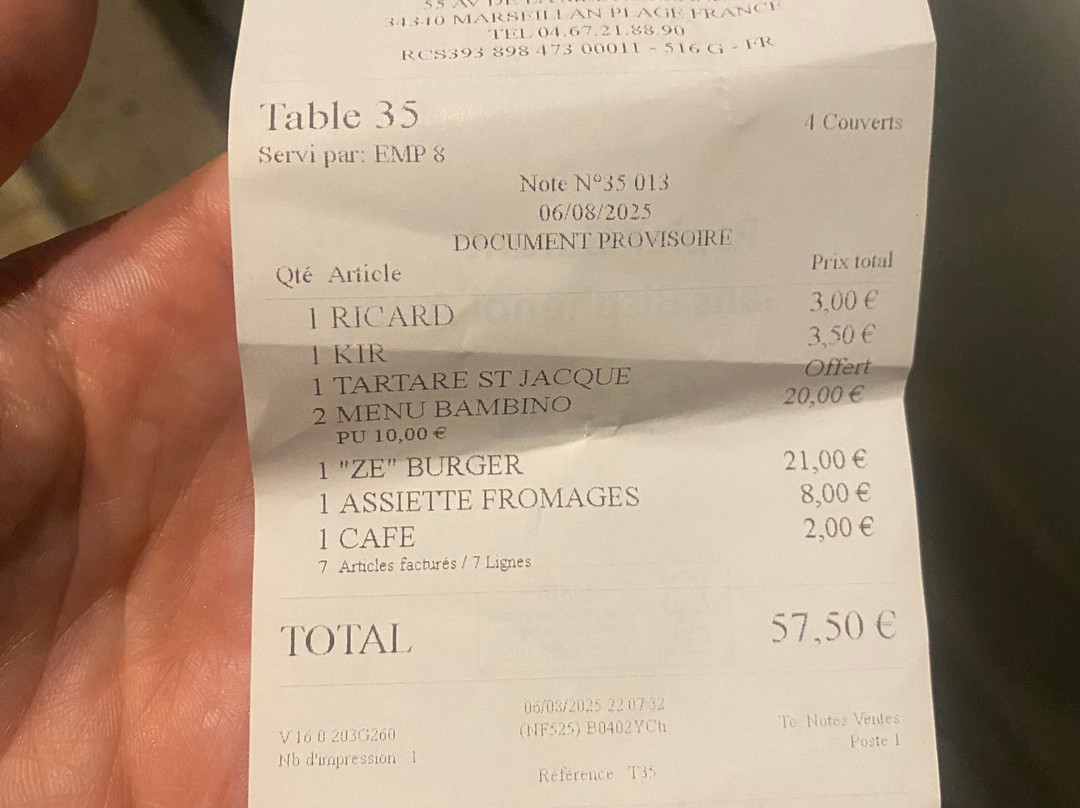 34340 MARSEILLAN PLAGE FRANCE
TEL 04.67.21.88.90
RCS393 898 473 00011 - 516 G - FR
Table 35
4 Couverts
Servi par: EMP 8
Note N°35 013
06/08/2025
DOCUMENT PROVISOIRE
Qté Article Prix total
1 RICARD 3,00 €
1 KIR 3,50 €
1 TARTARE ST JACQUE Offert
2 MENU BAMBINO 20,00 €
PU 10,00 €
1 "ZE" BURGER 21,00 €
1 ASSIETTE FROMAGES 8,00 €
1 CAFE 2,00 €
7 Articles facturés / 7 Lignes
TOTAL 57,50 €
06/08/2025 22:07:32
V.16.0.203G260 (NF525) B0402YCh To Notes Ventes
Nb d'impression 1 Poste 1
Référence T35